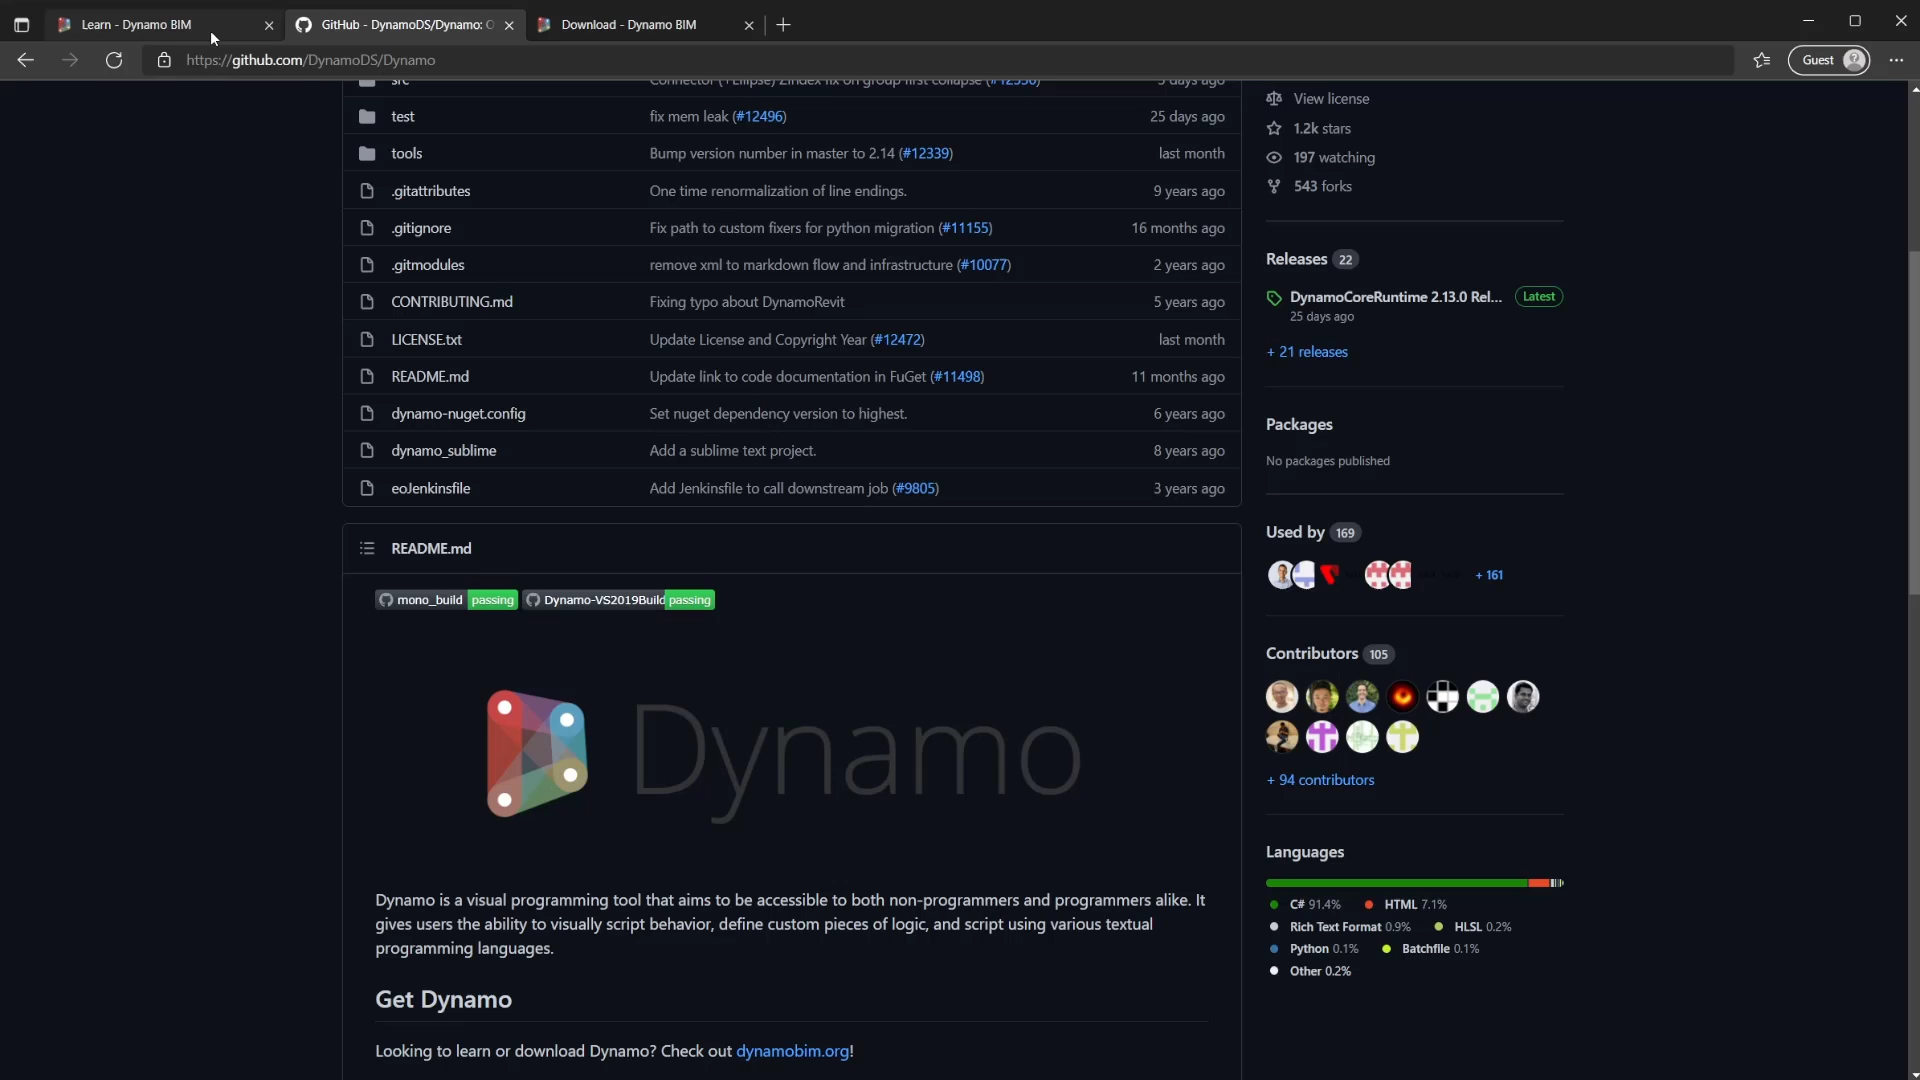 Learn - Dynamo BIM
GitHub - DynamoDS/Dynamo: O
Download - Dynamo BIM
https://github.com/DynamoDS/Dynamo
Guest
src
Connector (+Ellipse) ZIndex fix on group first collapse
5 days ago
test
fix mem leak (#12496)
25 days ago
tools
Bump version number in master to 2.14 (#12339)
last month
.gitattributes
One time renormalization of line endings.
9 years ago
.gitignore
Fix path to custom fixers for python migration (#11155)
16 months ago
.gitmodules
remove xml to markdown flow and infrastructure (#10077)
2 years ago
CONTRIBUTING.md
Fixing typo about DynamoRevit
5 years ago
LICENSE.txt
Update License and Copyright Year (#12472)
last month
README.md
Update link to code documentation in FuGet (#11498)
11 months ago
dynamo-nuget.config
Set nuget dependency version to highest.
6 years ago
dynamo_sublime
Add a sublime text project.
8 years ago
eoJenkinsfile
Add Jenkinsfile to call downstream job (#9805)
3 years ago
README.md
mono_build passing
Dynamo-VS2019Build passing
Dynamo
Dynamo is a visual programming tool that aims to be accessible to both non-programmers and programmers alike. It
gives users the ability to visually script behavior, define custom pieces of logic, and script using various textual
programming languages.
Get Dynamo
Looking to learn or download Dynamo? Check out dynamobim.org!
View license
1.2k stars
197 watching
543 forks
Releases 22
DynamoCoreRuntime 2.13.0 Rel... Latest
25 days ago
+ 21 releases
Packages
No packages published
Used by 169
+ 161
Contributors 105
+ 94 contributors
Languages
C# 91.4% HTML 7.1%
Rich Text Format 0.9% HLSL 0.2%
Python 0.1% Batchfile 0.1%
Other 0.2%